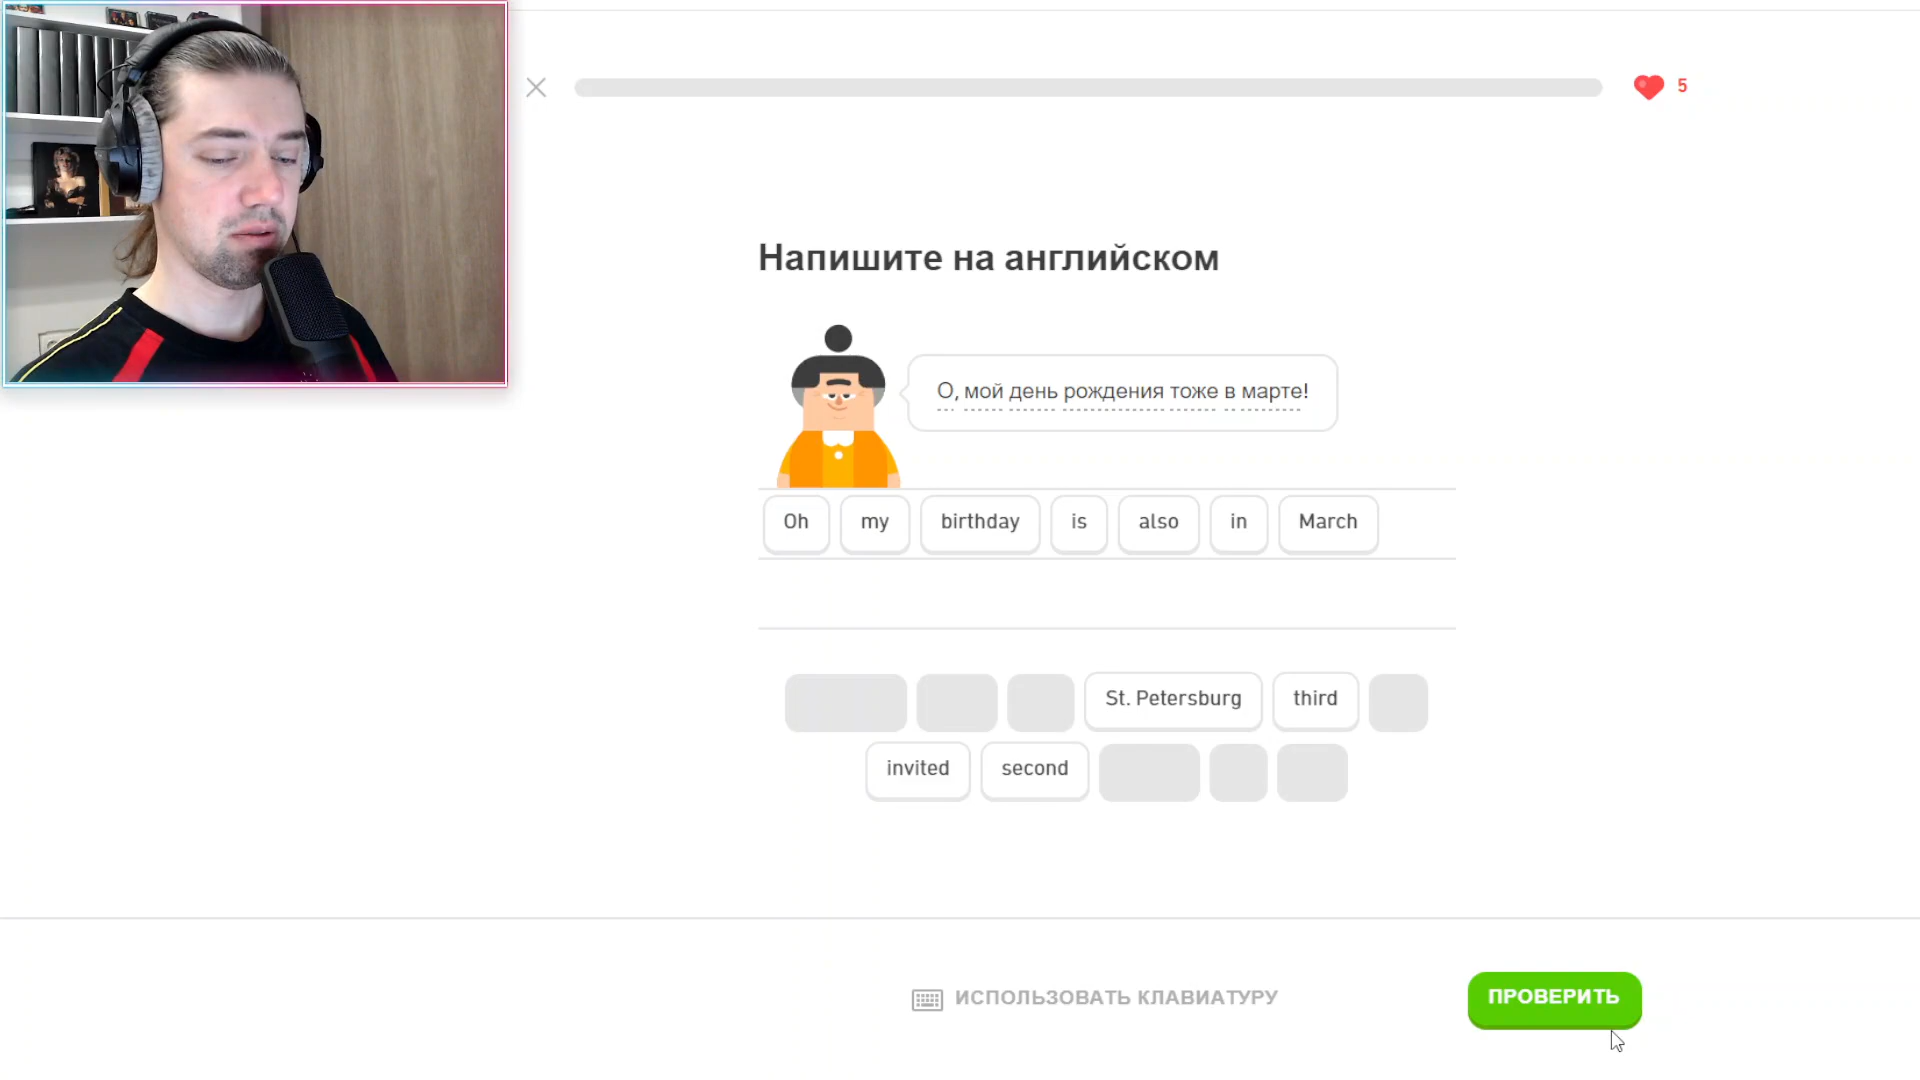 5
Напишите на английском
О, мой день рождения тоже в марте!
Oh my birthday is also in March
St. Petersburg third
invited second
ИСПОЛЬЗОВАТЬ КЛАВИАТУРУ
ПРОВЕРИТЬ